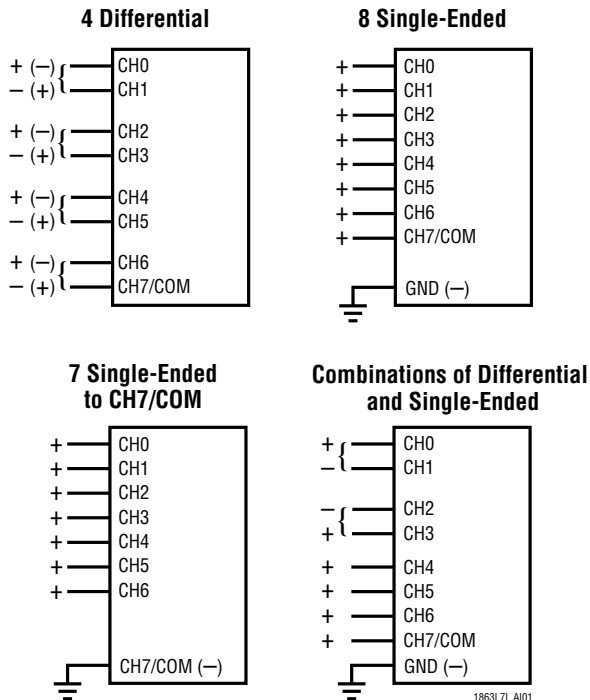 4 Differential
+ (−) { CH0
− (+) CH1
+ (−) { CH2
− (+) CH3
+ (−) { CH4
− (+) CH5
+ (−) { CH6
− (+) CH7/COM
8 Single-Ended
+ CH0
+ CH1
+ CH2
+ CH3
+ CH4
+ CH5
+ CH6
+ CH7/COM
GND (−)
7 Single-Ended
to CH7/COM
+ CH0
+ CH1
+ CH2
+ CH3
+ CH4
+ CH5
+ CH6
CH7/COM (−)
Combinations of Differential
and Single-Ended
+ { CH0
− CH1
− { CH2
+ CH3
+ CH4
+ CH5
+ CH6
+ CH7/COM
GND (−)
1863L7L AI01